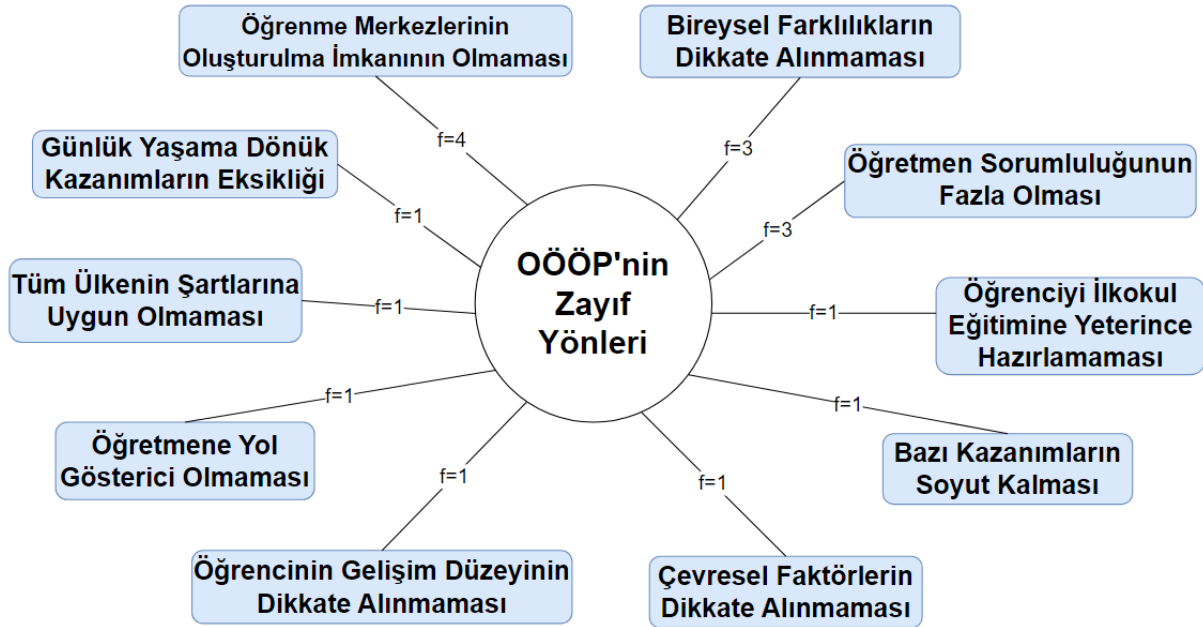 Öğrenme Merkezlerinin
Oluşturulma İmkanının Olmaması
Bireysel Farklılıkların
Dikkate Alınmaması
f=4
f=3
Günlük Yaşama Dönük
Kazanımların Eksikliği
f=1
Öğretmen Sorumluluğunun
Fazla Olması
f=3
OÖÖP'nin
Zayıf
Yönleri
Tüm Ülkenin Şartlarına
Uygun Olmaması
f=1
f=1
Öğrenciyi İlkokul
Eğitimine Yeterince
Hazırlamaması
f=1
Öğretmene Yol
Gösterici Olmaması
f=1
Bazı Kazanımların
Soyut Kalması
f=1
Öğrencinin Gelişim Düzeyinin
Dikkate Alınmaması
f=1
Çevresel Faktörlerin
Dikkate Alınmaması